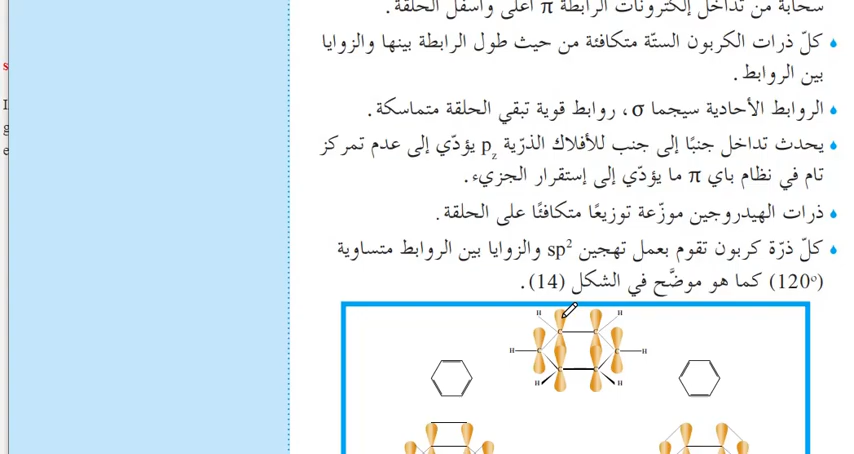 سحابة من تداخل إلكترونات الرابطة π أعلى وأسفل الحلقة.
كلّ ذرات الكربون الستّة متكافئة من حيث طول الرابطة بينها والزوايا
بين الروابط.
الروابط الأحادية سيجما σ، روابط قوية تبقي الحلقة متماسكة.
يحدث تداخل جنبًا إلى جنب للأفلاك الذرّية pz يؤدّي إلى عدم تمركز
تام في نظام باي π ما يؤدّي إلى إستقرار الجزيء.
ذرات الهيدروجين موزّعة توزيعًا متكافئًا على الحلقة.
كلّ ذرّة كربون تقوم بعمل تهجين sp² والزوايا بين الروابط متساوية
(120°) كما هو موضَّح في الشكل (14).
H H
C C
H C C H
C C
H H
s
I
g
e